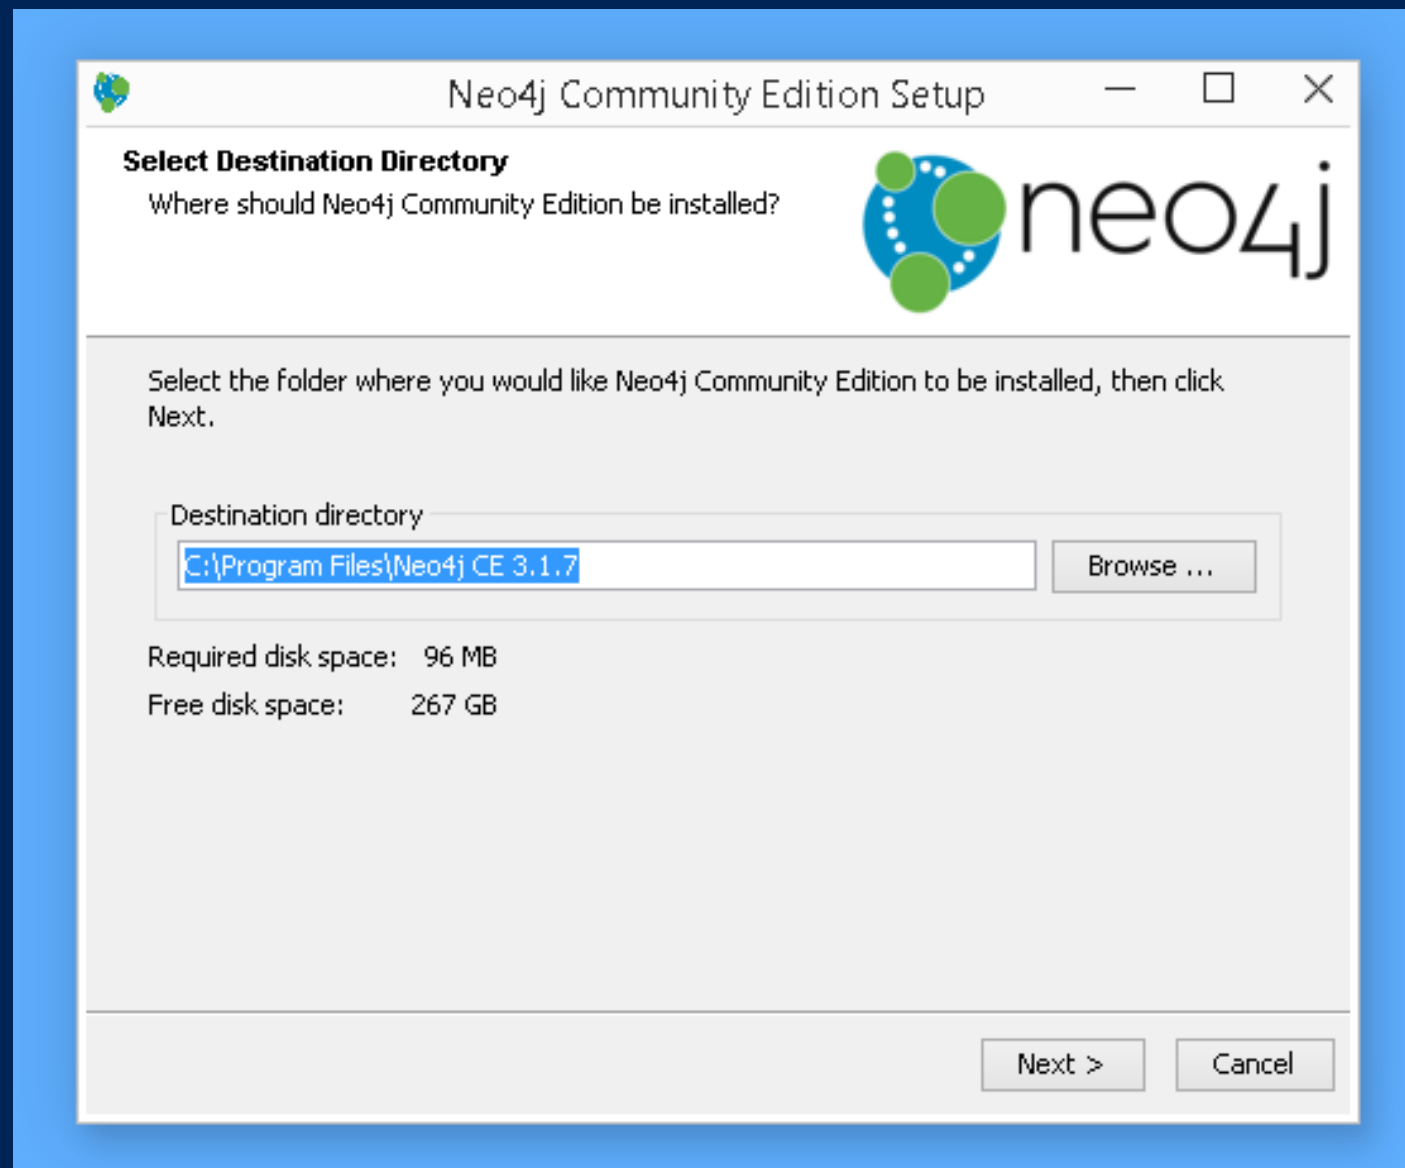 Neo4j Community Edition Setup
Select Destination Directory
Where should Neo4j Community Edition be installed?
neo4j
Select the folder where you would like Neo4j Community Edition to be installed, then click
Next.
Destination directory
C:\Program Files\Neo4j CE 3.1.7
Browse ...
Required disk space: 96 MB
Free disk space: 267 GB
Next >
Cancel